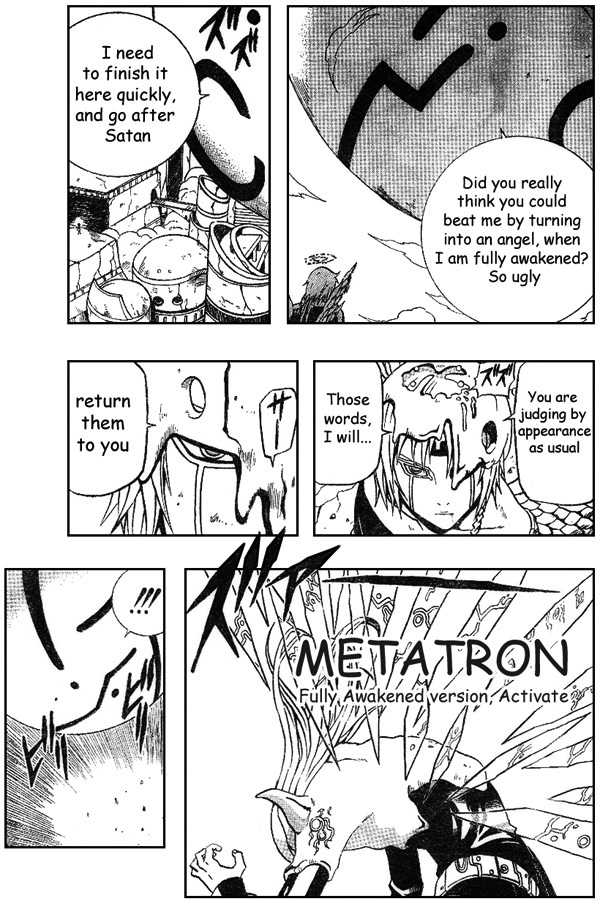 Did you really
think you could
beat me by turning
into an angel, when
I am fully awakened?
So ugly
I need
to finish it
here quickly,
and go after
Satan
ズズ
You are
judging by
appearance
as usual
Those
words,
I will...
return
them
to you
METATRON
Fully Awakened version, Activate
!!!